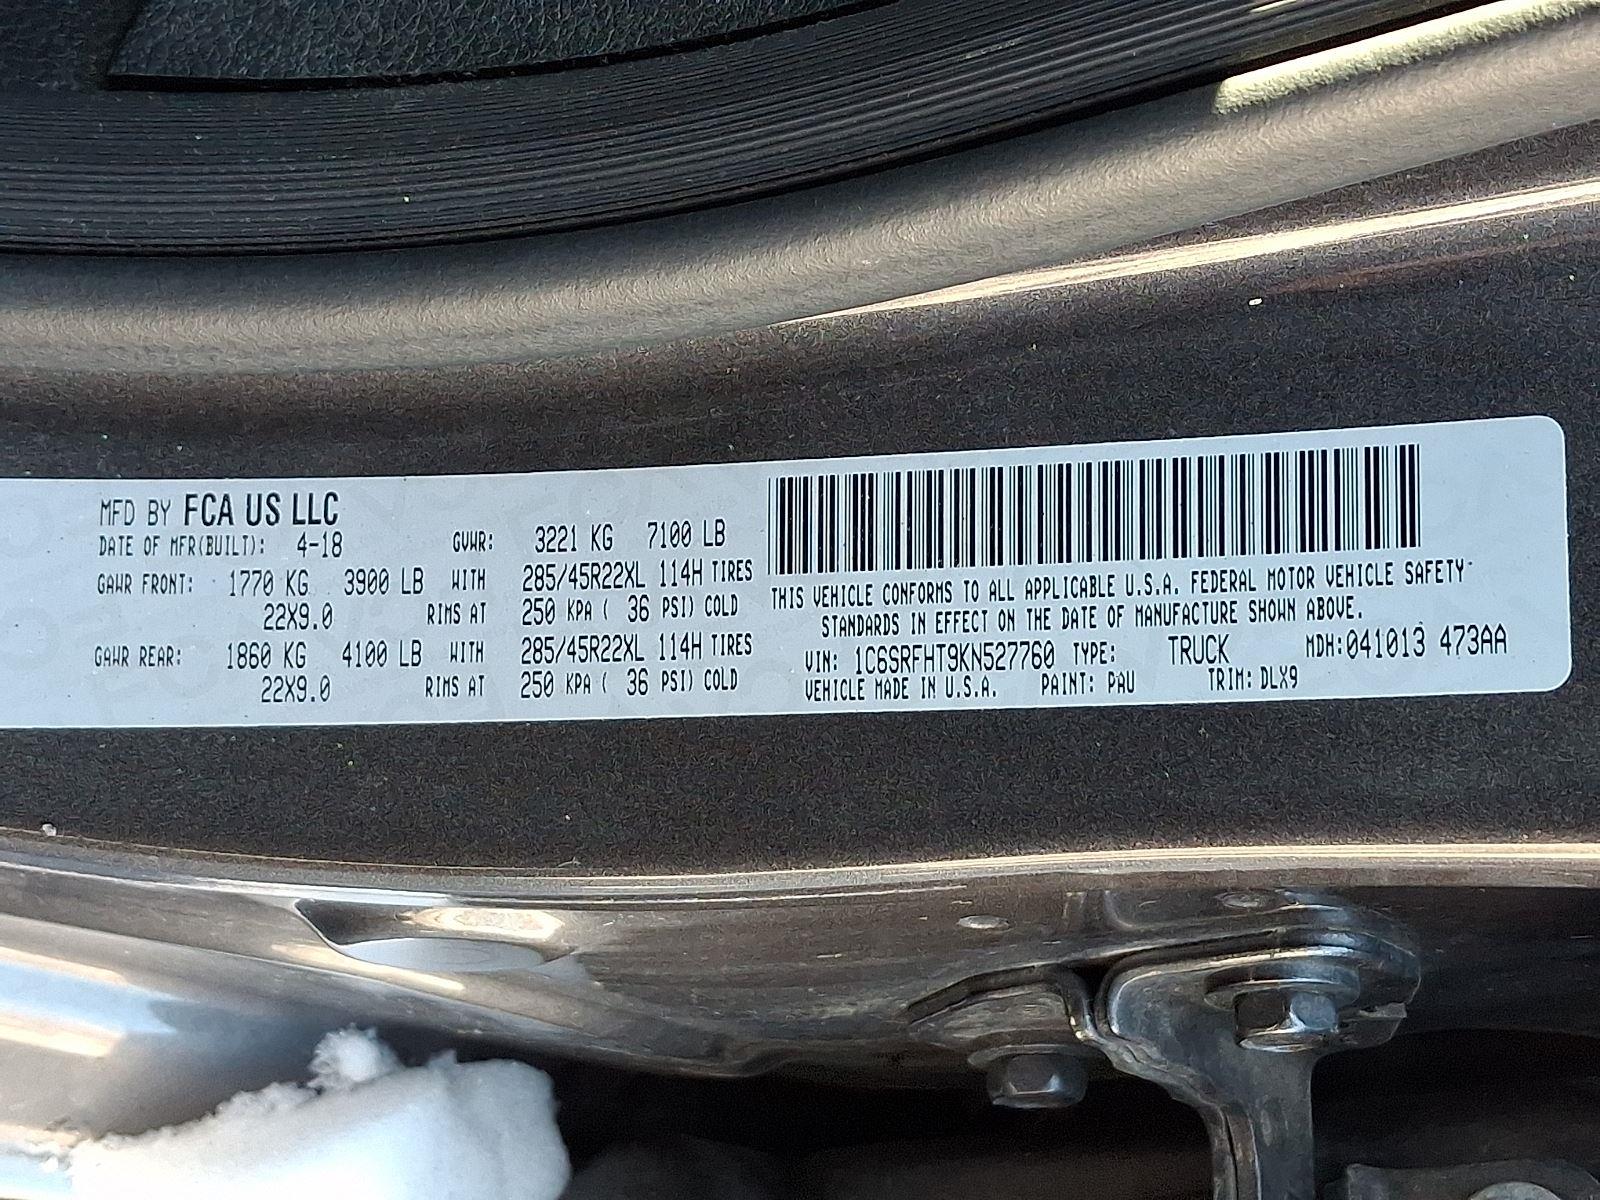 MFD BY FCA US LLC
DATE OF MFR(BUILT): 4-18 GVWR: 3221 KG 7100 LB
GAWR FRONT: 1770 KG 3900 LB WITH 285/45R22XL 114H TIRES
22X9.0 RIMS AT 250 KPA ( 36 PSI) COLD
GAWR REAR: 1860 KG 4100 LB WITH 285/45R22XL 114H TIRES
22X9.0 RIMS AT 250 KPA ( 36 PSI) COLD
THIS VEHICLE CONFORMS TO ALL APPLICABLE U.S.A. FEDERAL MOTOR VEHICLE SAFETY
STANDARDS IN EFFECT ON THE DATE OF MANUFACTURE SHOWN ABOVE.
VIN: 1C6SRFHT9KN527760 TYPE: TRUCK MDH:041013 473AA
VEHICLE MADE IN U.S.A. PAINT: PAU TRIM: DLX9